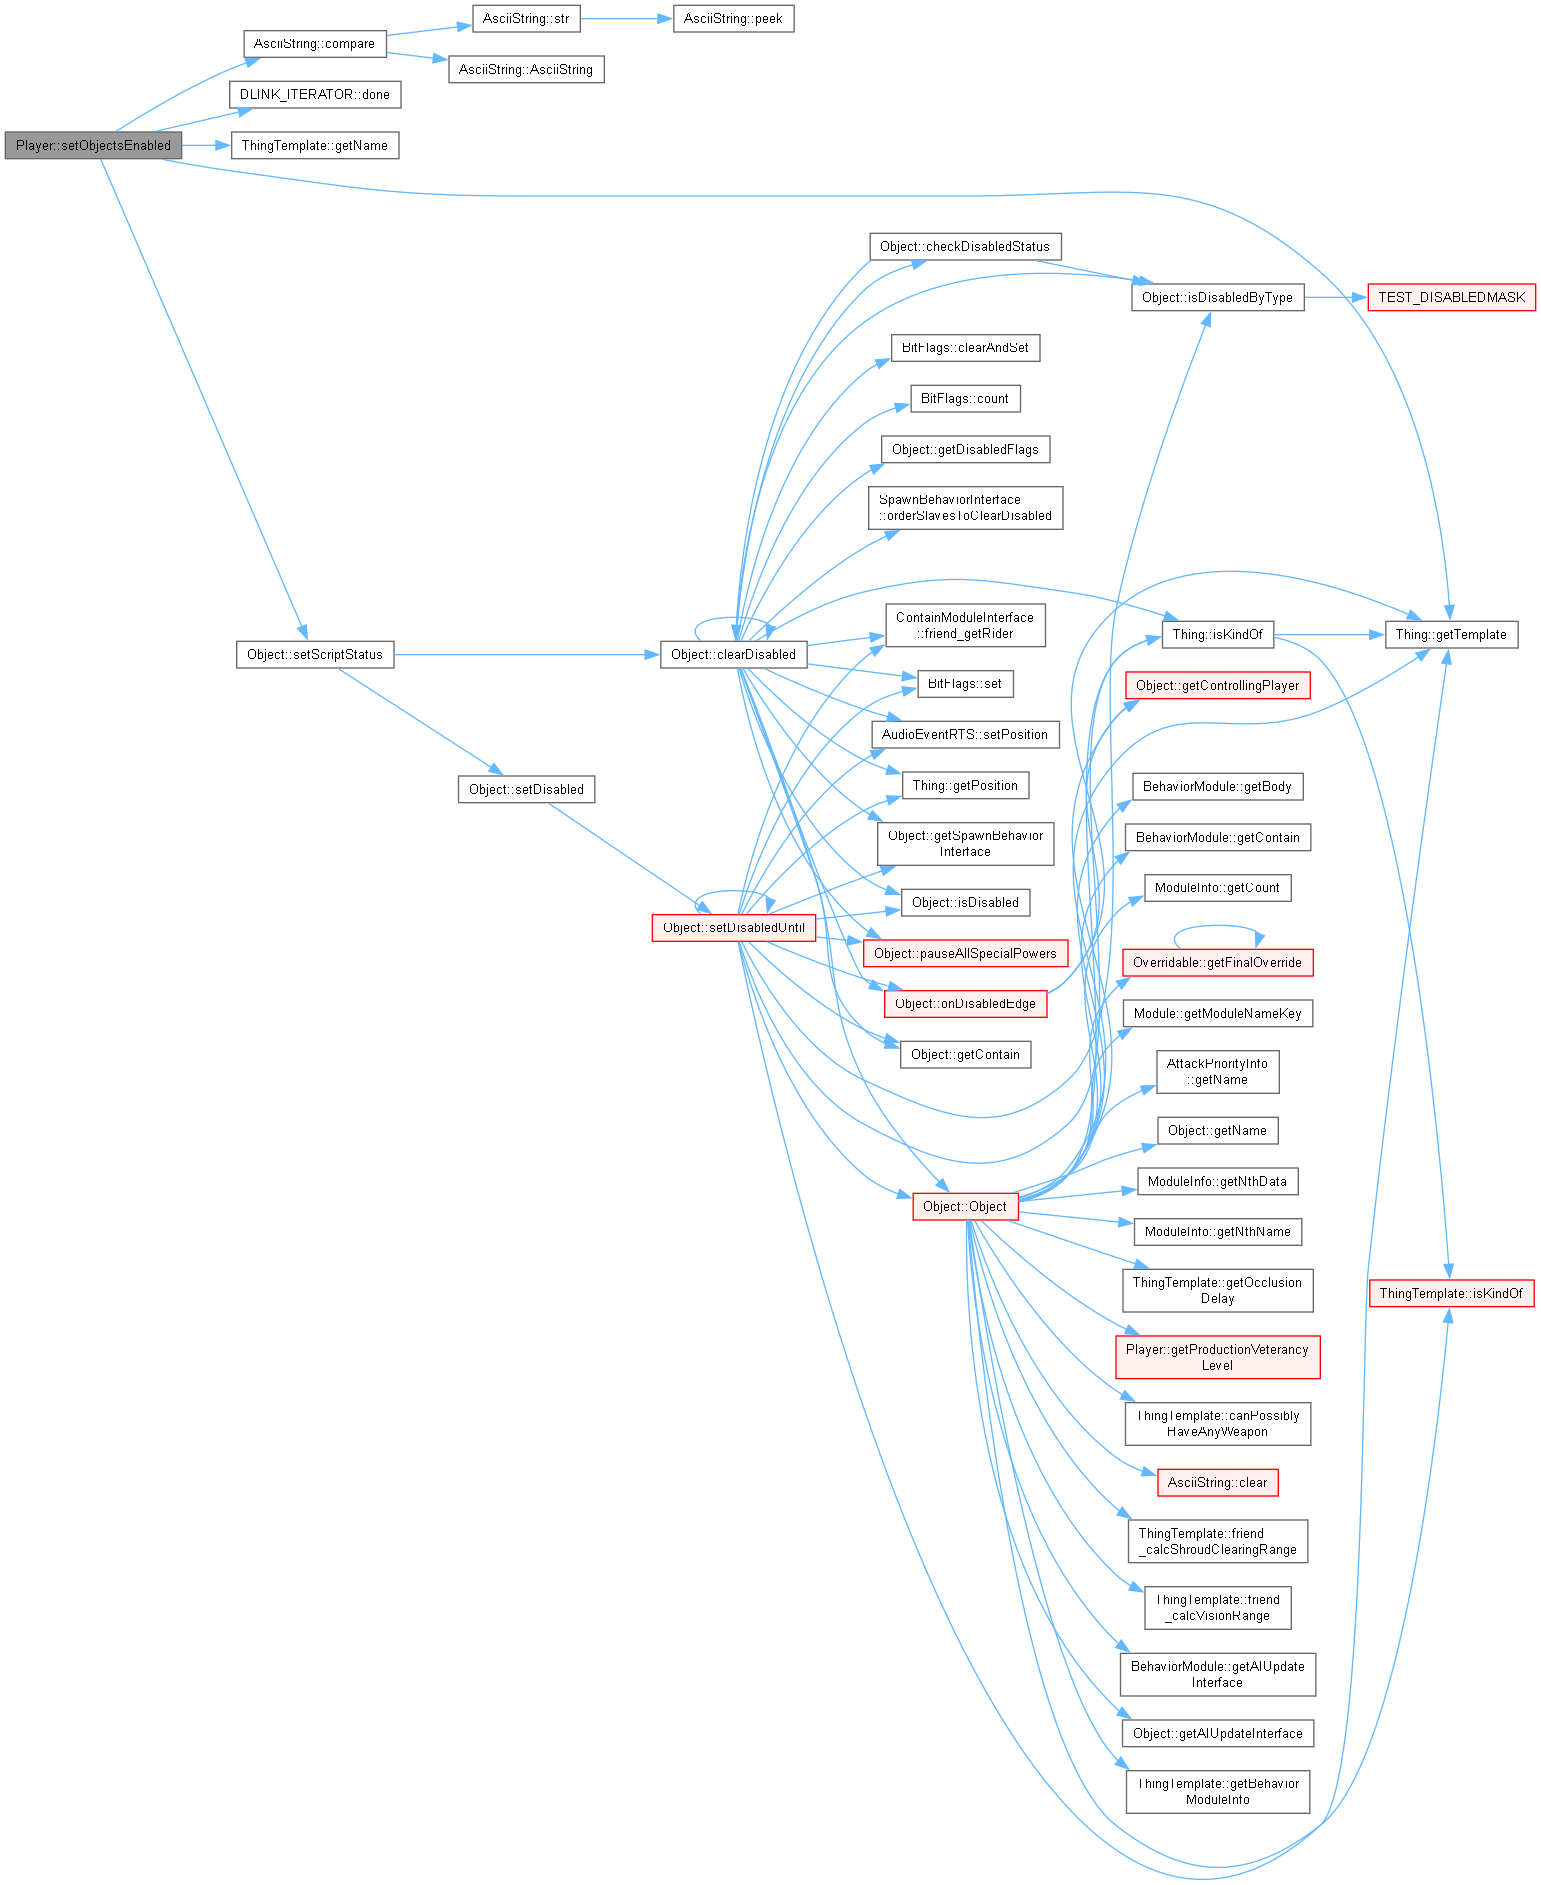 AsciiString::str
AsciiString::peek
AsciiString::compare
AsciiString::AsciiString
DLINK_ITERATOR::done
Player::setObjectsEnabled
ThingTemplate::getName
Object::checkDisabledStatus
Object::isDisabledByType
TEST_DISABLEDMASK
BitFlags::clearAndSet
BitFlags::count
Object::getDisabledFlags
SpawnBehaviorInterface
::orderSlavesToClearDisabled
ContainModuleInterface
::friend_getRider
Thing::isKindOf
Thing::getTemplate
Object::setScriptStatus
Object::clearDisabled
BitFlags::set
Object::getControllingPlayer
AudioEventRTS::setPosition
Object::setDisabled
Thing::getPosition
BehaviorModule::getBody
Object::getSpawnBehavior
Interface
BehaviorModule::getContain
ModuleInfo::getCount
Object::isDisabled
Object::setDisabledUntil
Object::pauseAllSpecialPowers
Overridable::getFinalOverride
Object::onDisabledEdge
Module::getModuleNameKey
Object::getContain
AttackPriorityInfo
::getName
Object::getName
ModuleInfo::getNthData
Object::Object
ModuleInfo::getNthName
ThingTemplate::getOcclusion
Delay
ThingTemplate::isKindOf
Player::getProductionVeterancy
Level
ThingTemplate::canPossibly
HaveAnyWeapon
AsciiString::clear
ThingTemplate::friend
_calcShroudClearingRange
ThingTemplate::friend
_calcVisionRange
BehaviorModule::getAIUpdate
Interface
Object::getAIUpdateInterface
ThingTemplate::getBehavior
ModuleInfo